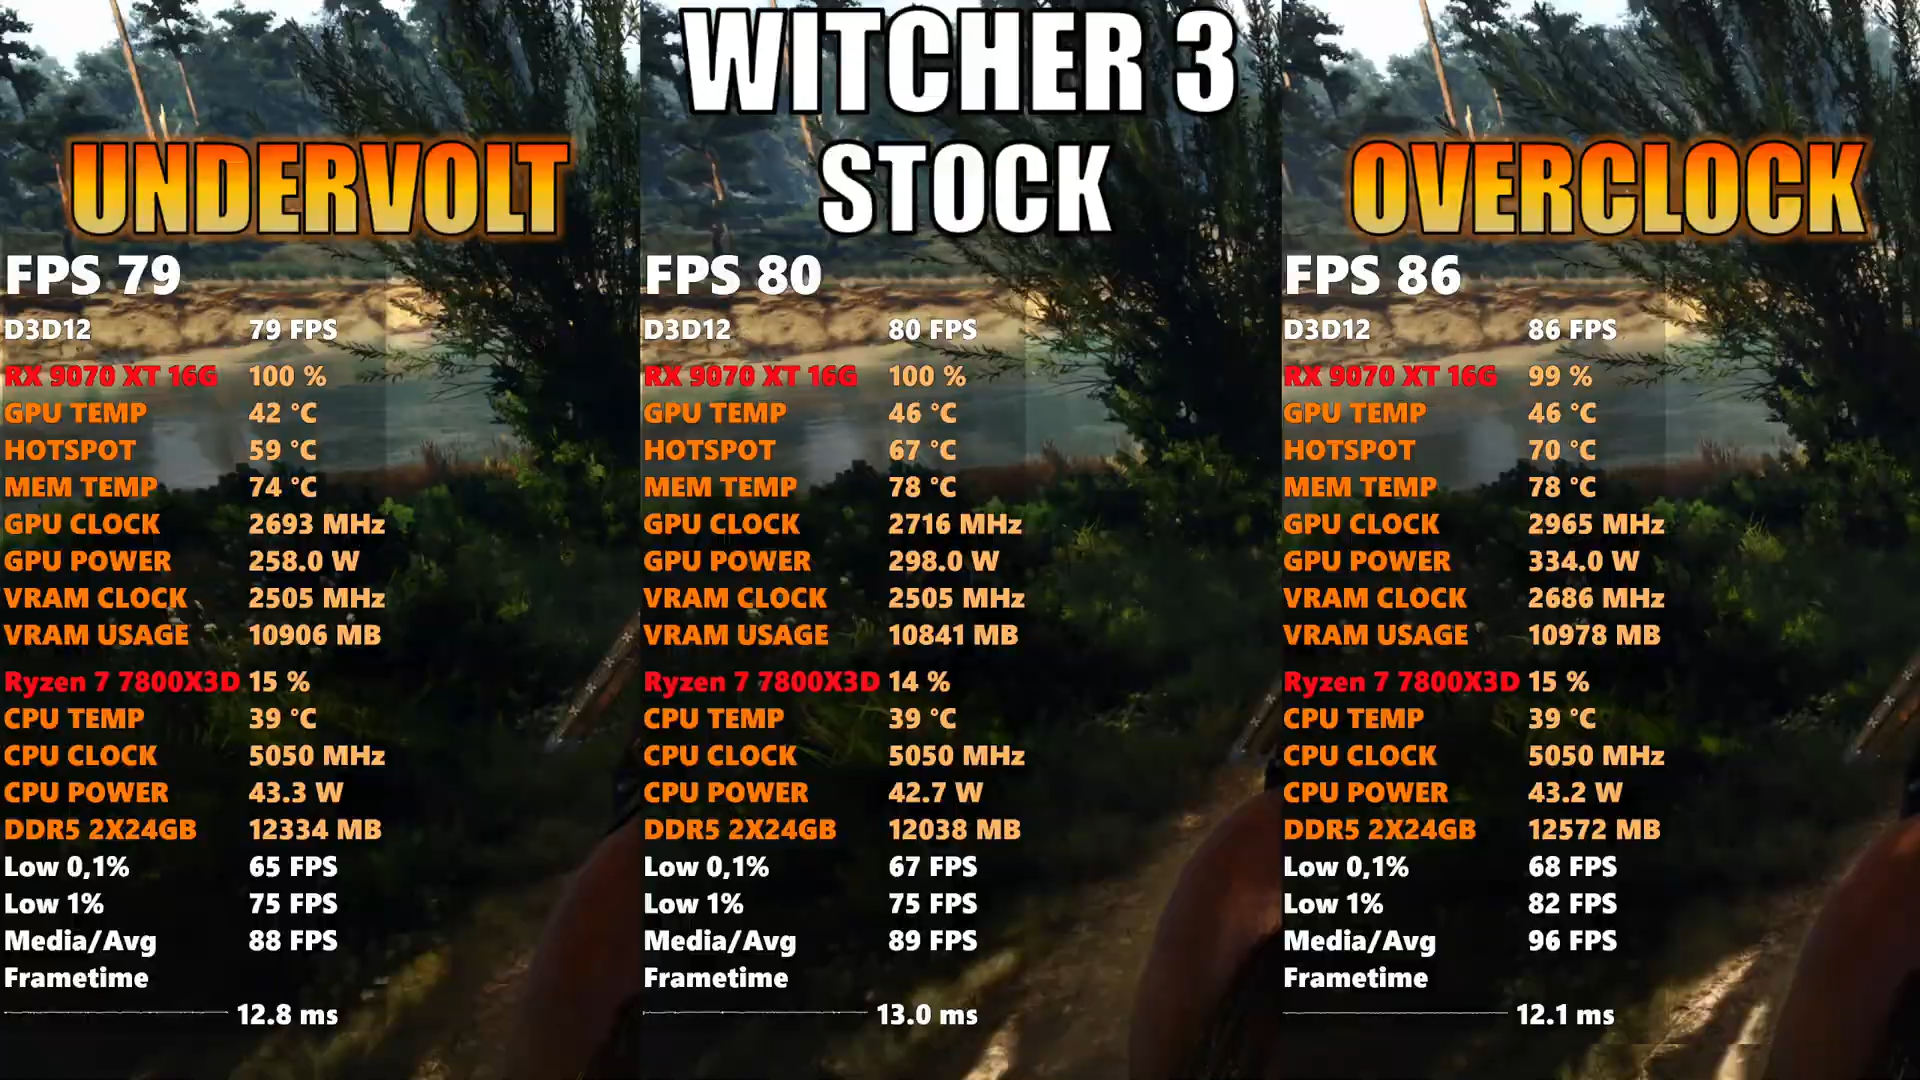 WITCHER 3
UNDERVOLT
FPS 79
D3D12 79 FPS
RX 9070 XT 16G 100 %
GPU TEMP 42 °C
HOTSPOT 59 °C
MEM TEMP 74 °C
GPU CLOCK 2693 MHz
GPU POWER 258.0 W
VRAM CLOCK 2505 MHz
VRAM USAGE 10906 MB
Ryzen 7 7800X3D 15 %
CPU TEMP 39 °C
CPU CLOCK 5050 MHz
CPU POWER 43.3 W
DDR5 2X24GB 12334 MB
Low 0,1% 65 FPS
Low 1% 75 FPS
Media/Avg 88 FPS
Frametime
12.8 ms
STOCK
FPS 80
D3D12 80 FPS
RX 9070 XT 16G 100 %
GPU TEMP 46 °C
HOTSPOT 67 °C
MEM TEMP 78 °C
GPU CLOCK 2716 MHz
GPU POWER 298.0 W
VRAM CLOCK 2505 MHz
VRAM USAGE 10841 MB
Ryzen 7 7800X3D 14 %
CPU TEMP 39 °C
CPU CLOCK 5050 MHz
CPU POWER 42.7 W
DDR5 2X24GB 12038 MB
Low 0,1% 67 FPS
Low 1% 75 FPS
Media/Avg 89 FPS
Frametime
13.0 ms
OVERCLOCK
FPS 86
D3D12 86 FPS
RX 9070 XT 16G 99 %
GPU TEMP 46 °C
HOTSPOT 70 °C
MEM TEMP 78 °C
GPU CLOCK 2965 MHz
GPU POWER 334.0 W
VRAM CLOCK 2686 MHz
VRAM USAGE 10978 MB
Ryzen 7 7800X3D 15 %
CPU TEMP 39 °C
CPU CLOCK 5050 MHz
CPU POWER 43.2 W
DDR5 2X24GB 12572 MB
Low 0,1% 68 FPS
Low 1% 82 FPS
Media/Avg 96 FPS
Frametime
12.1 ms